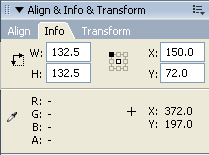 Align & Info & Transform
Align Info Transform
W: 132.5 X: 150.0
H: 132.5 Y: 72.0
R: - X: 372.0
G: - Y: 197.0
B: -
A: -